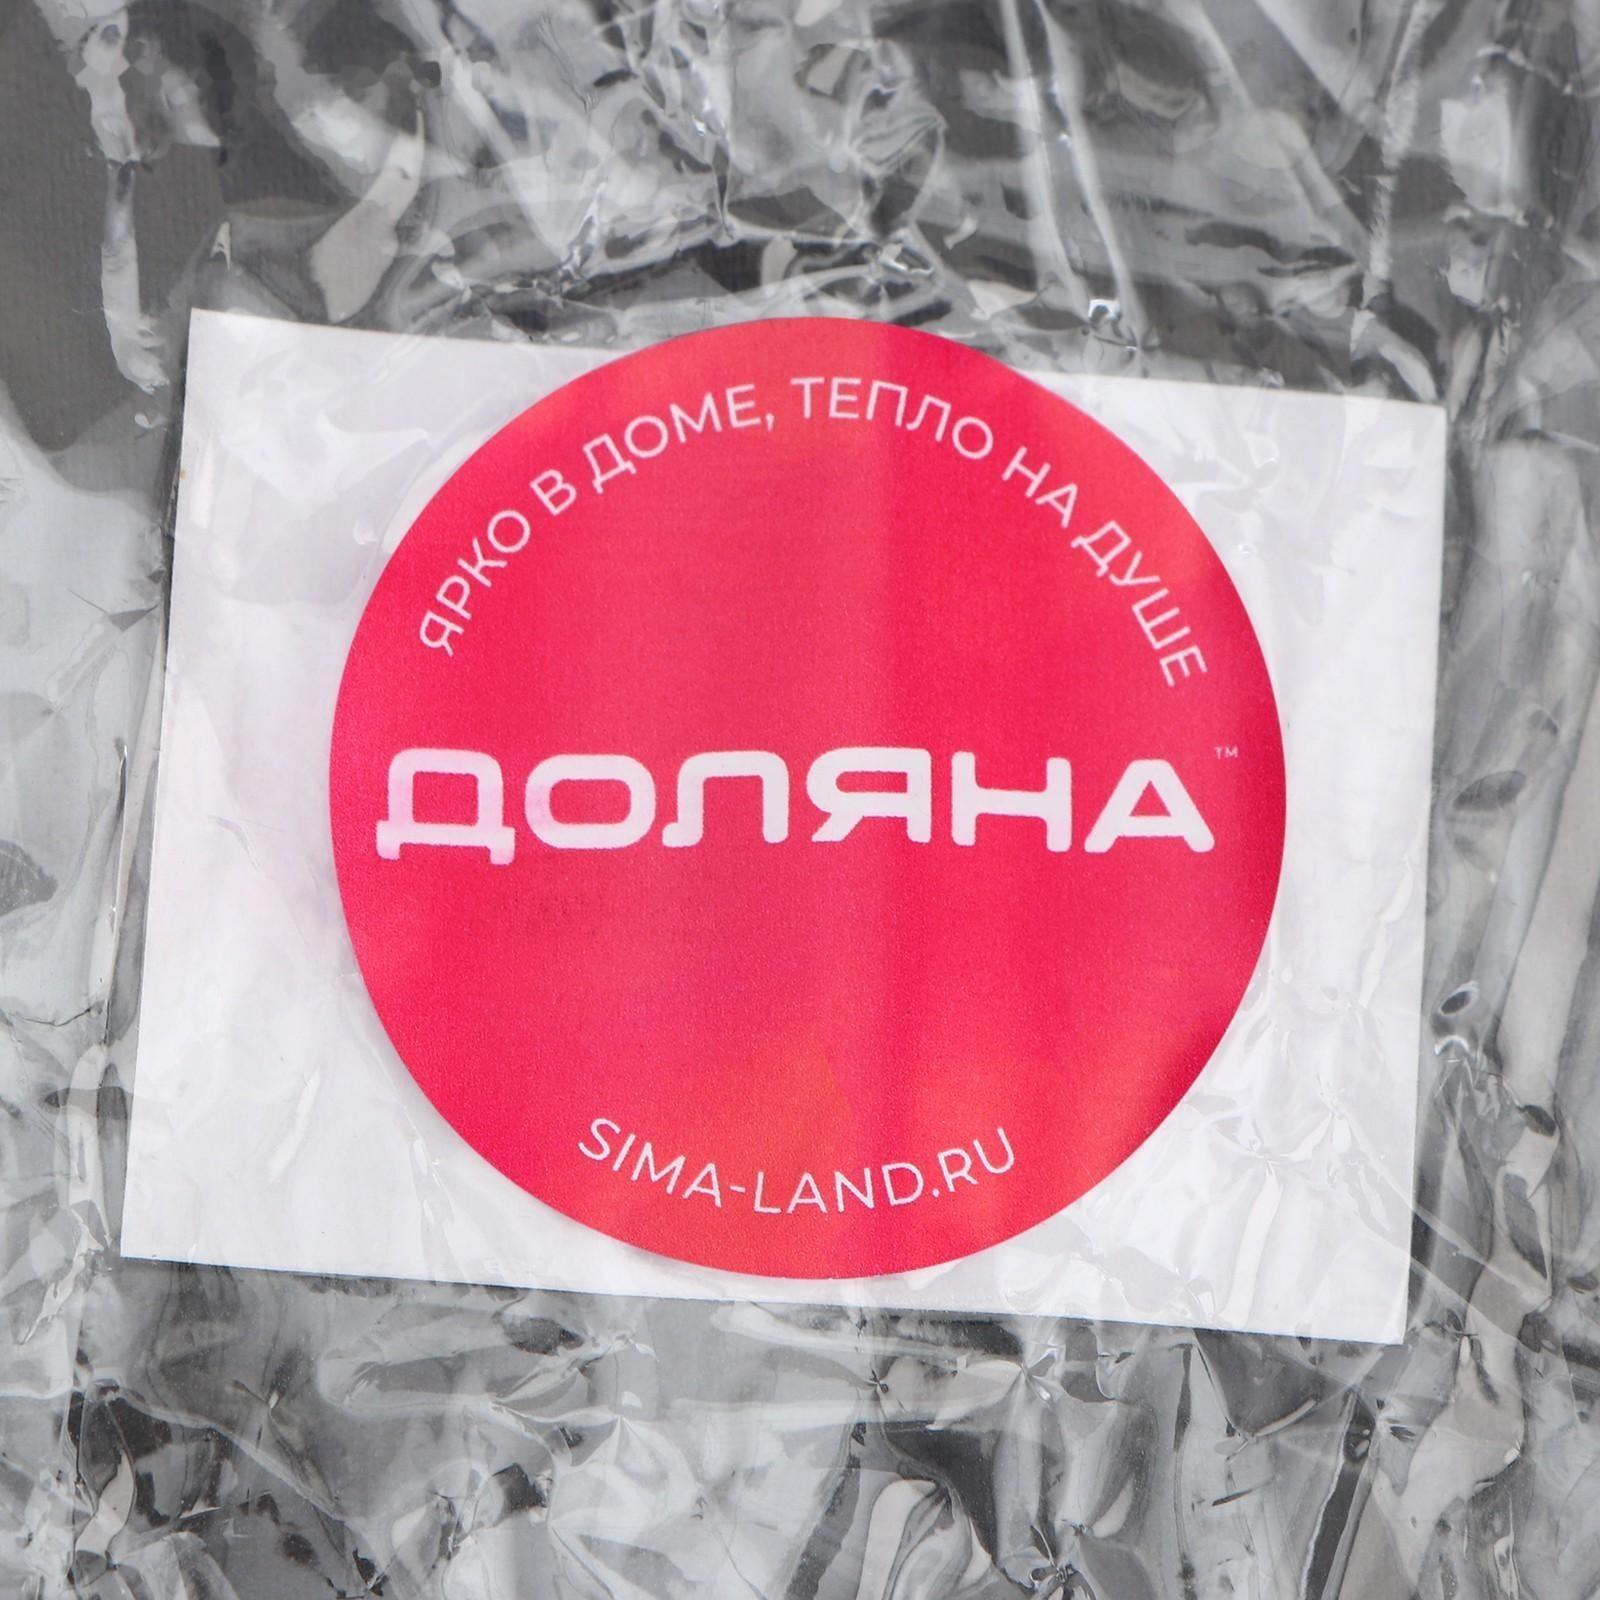 ЯРКО В ДОМЕ, ТЕПЛО НА ДУШЕ
ДОЛЯНА™
SIMA-LAND.RU